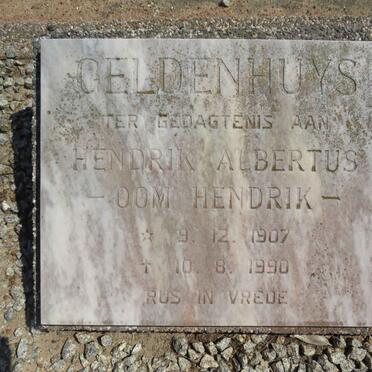 GELDENHUYS
TER GEDAGTENIS AAN
HENDRIK ALBERTUS
- OOM HENDRIK -
☆ 9. 12. 1907
† 10. 8. 1990
RUS IN VREDE